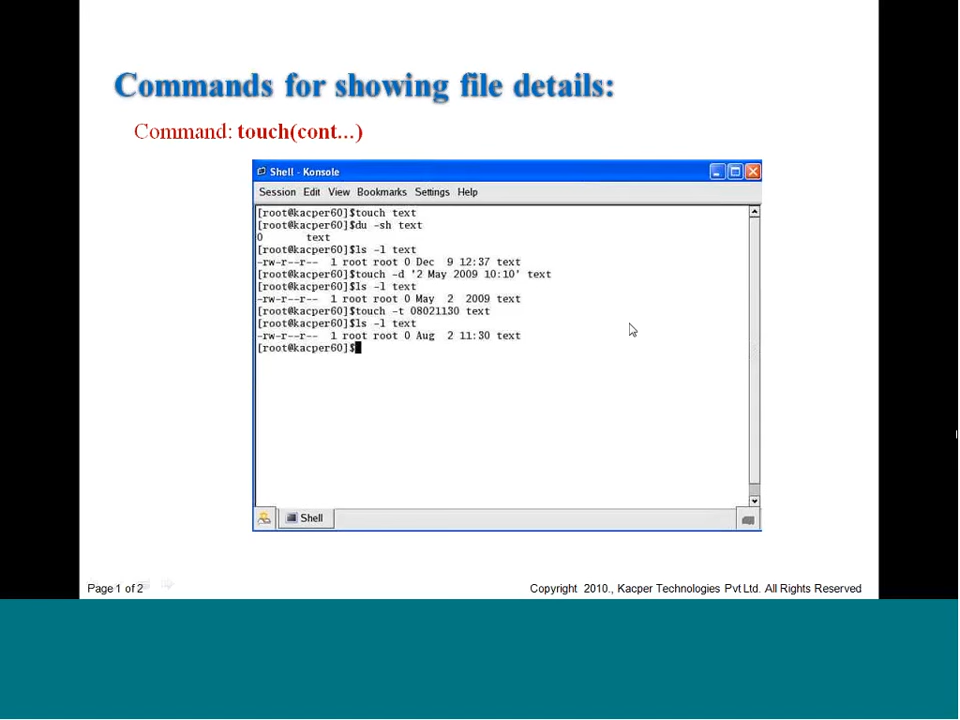 Commands for showing file details:
Command: touch(cont...)
Shell - Konsole
Session Edit View Bookmarks Settings Help
[root@kacper60]$touch text
[root@kacper60]$du -sh text
0 text
[root@kacper60]$ls -l text
-rw-r--r-- 1 root root 0 Dec 9 12:37 text
[root@kacper60]$touch -d '2 May 2009 10:10' text
[root@kacper60]$ls -l text
-rw-r--r-- 1 root root 0 May 2 2009 text
[root@kacper60]$touch -t 08021130 text
[root@kacper60]$ls -l text
-rw-r--r-- 1 root root 0 Aug 2 11:30 text
[root@kacper60]$
Shell
Page 1 of 2
Copyright 2010., Kacper Technologies Pvt Ltd. All Rights Reserved